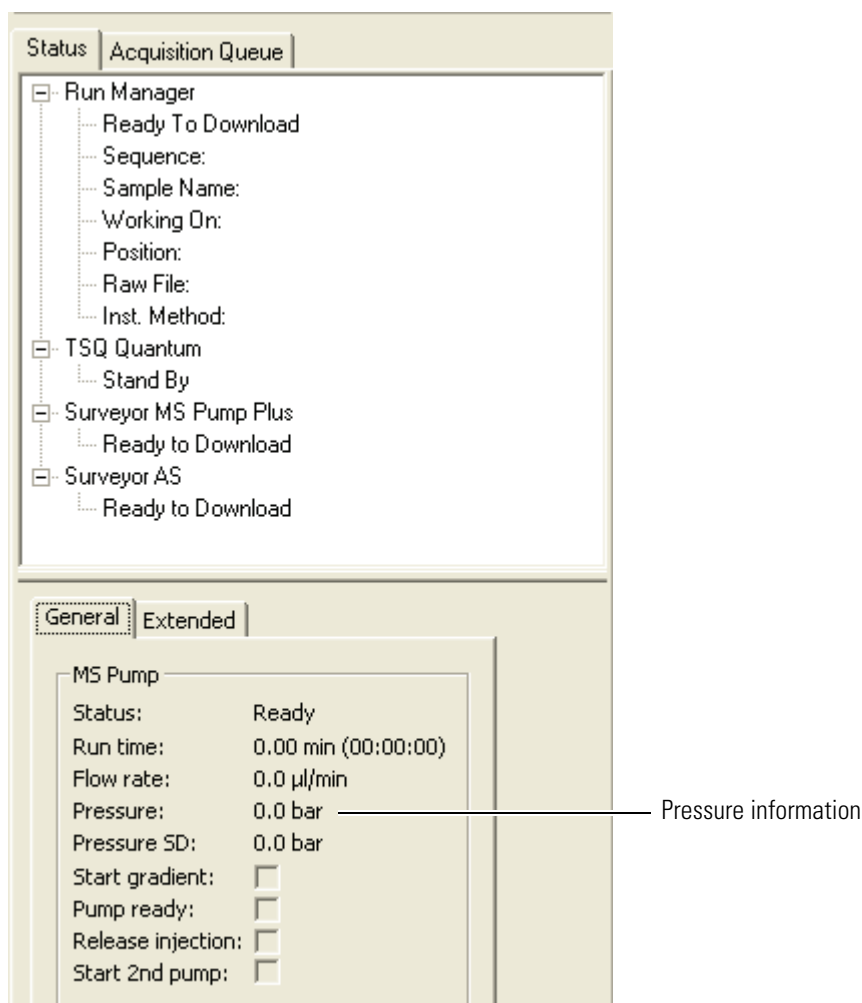 Status Acquisition Queue
Run Manager
Ready To Download
Sequence:
Sample Name:
Working On:
Position:
Raw File:
Inst. Method:
TSQ Quantum
Stand By
Surveyor MS Pump Plus
Ready to Download
Surveyor AS
Ready to Download
General Extended
MS Pump
Status: Ready
Run time: 0.00 min (00:00:00)
Flow rate: 0.0 µl/min
Pressure: 0.0 bar Pressure information
Pressure SD: 0.0 bar
Start gradient:
Pump ready:
Release injection:
Start 2nd pump: